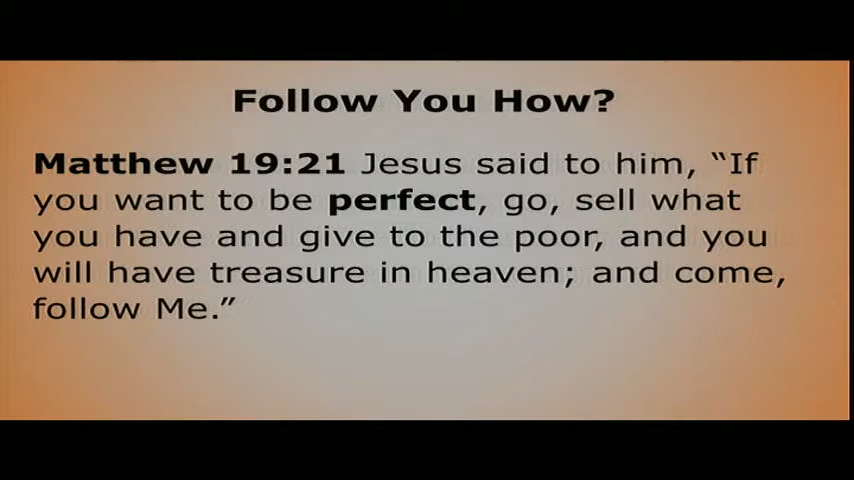 Follow You How?
Matthew 19:21 Jesus said to him, “If
you want to be perfect, go, sell what
you have and give to the poor, and you
will have treasure in heaven; and come,
follow Me.”